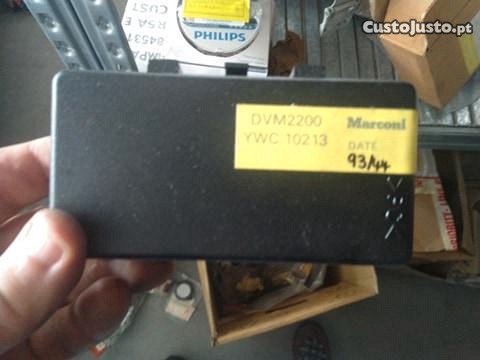 CustoJusto.pt
PHILIPS
DVM2200 Marconi
YWC 10213 DATE
93/44